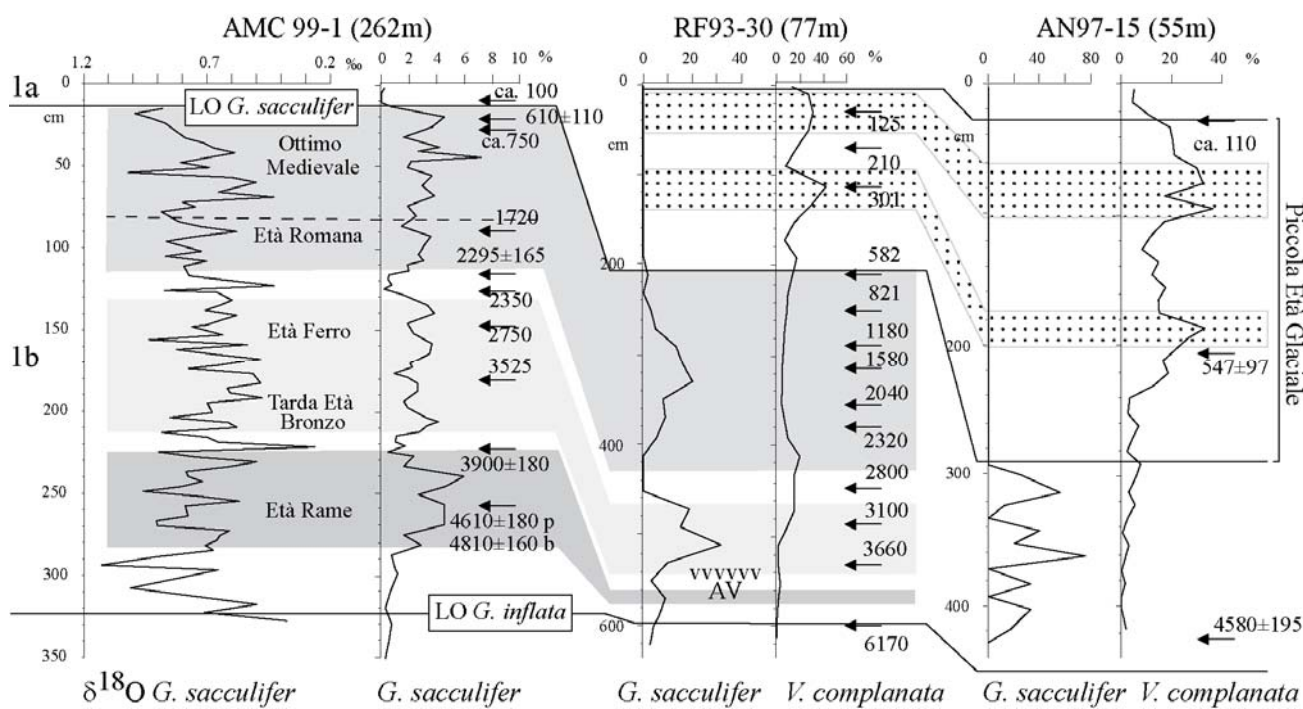 AMC 99-1 (262m)
RF93-30 (77m)
AN97-15 (55m)
1.2 0.7 0.2 ‰
0 2 4 6 8 10 %
0 20 40 %
0 20 40 60 %
0 40 80 %
0 20 40 60 %
1a
1b
0
cm
50
100
150
200
250
300
350
LO G. sacculifer
Ottimo
Medievale
Età Romana
Età Ferro
Tarda Età
Bronzo
Età Rame
LO G. inflata
ca. 100
610±110
ca.750
1720
2295±165
2350
2750
3525
3900±180
4610±180 p
4810±160 b
0
cm
200
400
600
vvvvvv
AV
125
210
301
582
821
1180
1580
2040
2320
2800
3100
3660
6170
0
cm
200
300
400
ca. 110
547±97
4580±195
Piccola Età Glaciale
δ18O G. sacculifer
G. sacculifer
G. sacculifer
V. complanata
G. sacculifer
V. complanata